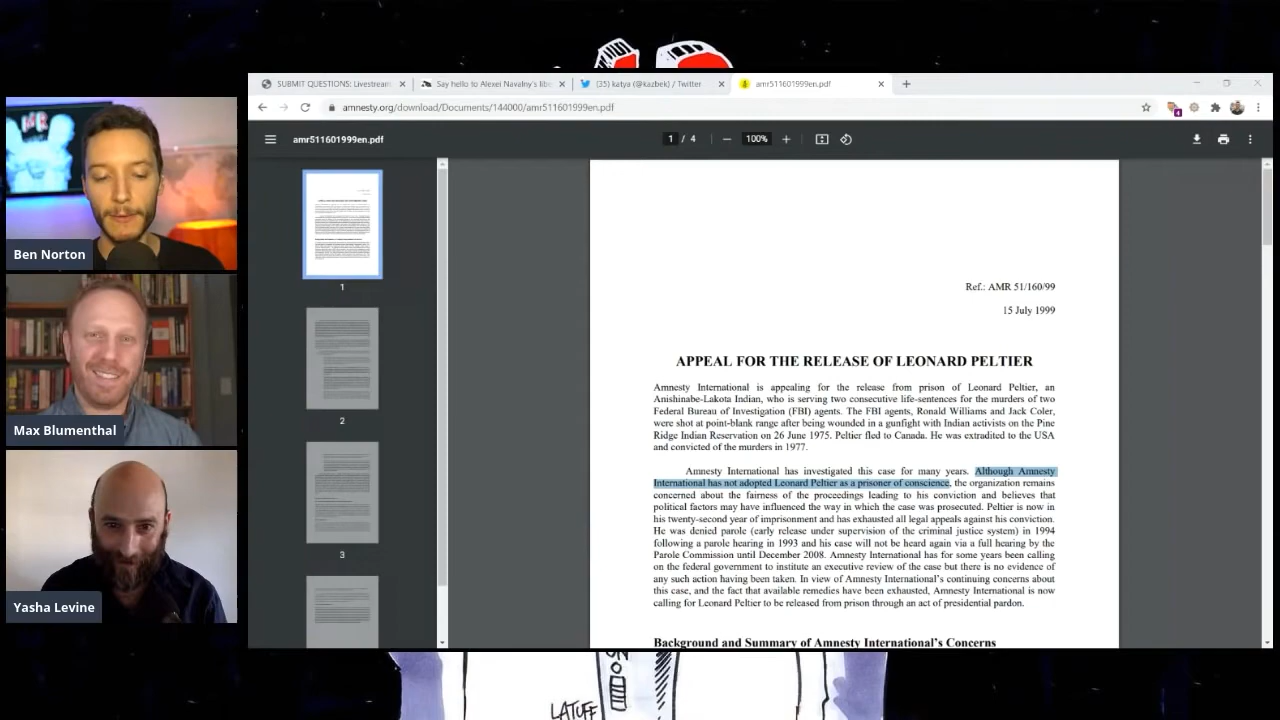 SUBMIT QUESTIONS: Livestream
Say hello to Alexei Navalny's libe
(35) katya (@kazbek) / Twitter
amr511601999en.pdf
amnesty.org/download/Documents/144000/amr511601999en.pdf
amr511601999en.pdf
1 / 4
100%
Ref.: AMR 51/160/99
15 July 1999
APPEAL FOR THE RELEASE OF LEONARD PELTIER
Amnesty International is appealing for the release from prison of Leonard Peltier, an
Anishinabe-Lakota Indian, who is serving two consecutive life-sentences for the murders of two
Federal Bureau of Investigation (FBI) agents. The FBI agents, Ronald Williams and Jack Coler,
were shot at point-blank range after being wounded in a gunfight with Indian activists on the Pine
Ridge Indian Reservation on 26 June 1975. Peltier fled to Canada. He was extradited to the USA
and convicted of the murders in 1977.
Amnesty International has investigated this case for many years. Although Amnesty
International has not adopted Leonard Peltier as a prisoner of conscience, the organization remains
concerned about the fairness of the proceedings leading to his conviction and believes that
political factors may have influenced the way in which the case was prosecuted. Peltier is now in
his twenty-second year of imprisonment and has exhausted all legal appeals against his conviction.
He was denied parole (early release under supervision of the criminal justice system) in 1994
following a parole hearing in 1993 and his case will not be heard again via a full hearing by the
Parole Commission until December 2008. Amnesty International has for some years been calling
on the federal government to institute an executive review of the case but there is no evidence of
any such action having been taken. In view of Amnesty International's continuing concerns about
this case, and the fact that available remedies have been exhausted, Amnesty International is now
calling for Leonard Peltier to be released from prison through an act of presidential pardon.
Background and Summary of Amnesty International's Concerns
1
2
3
Ben Norton
Max Blumenthal
Yasha Levine
ON
LATUFF